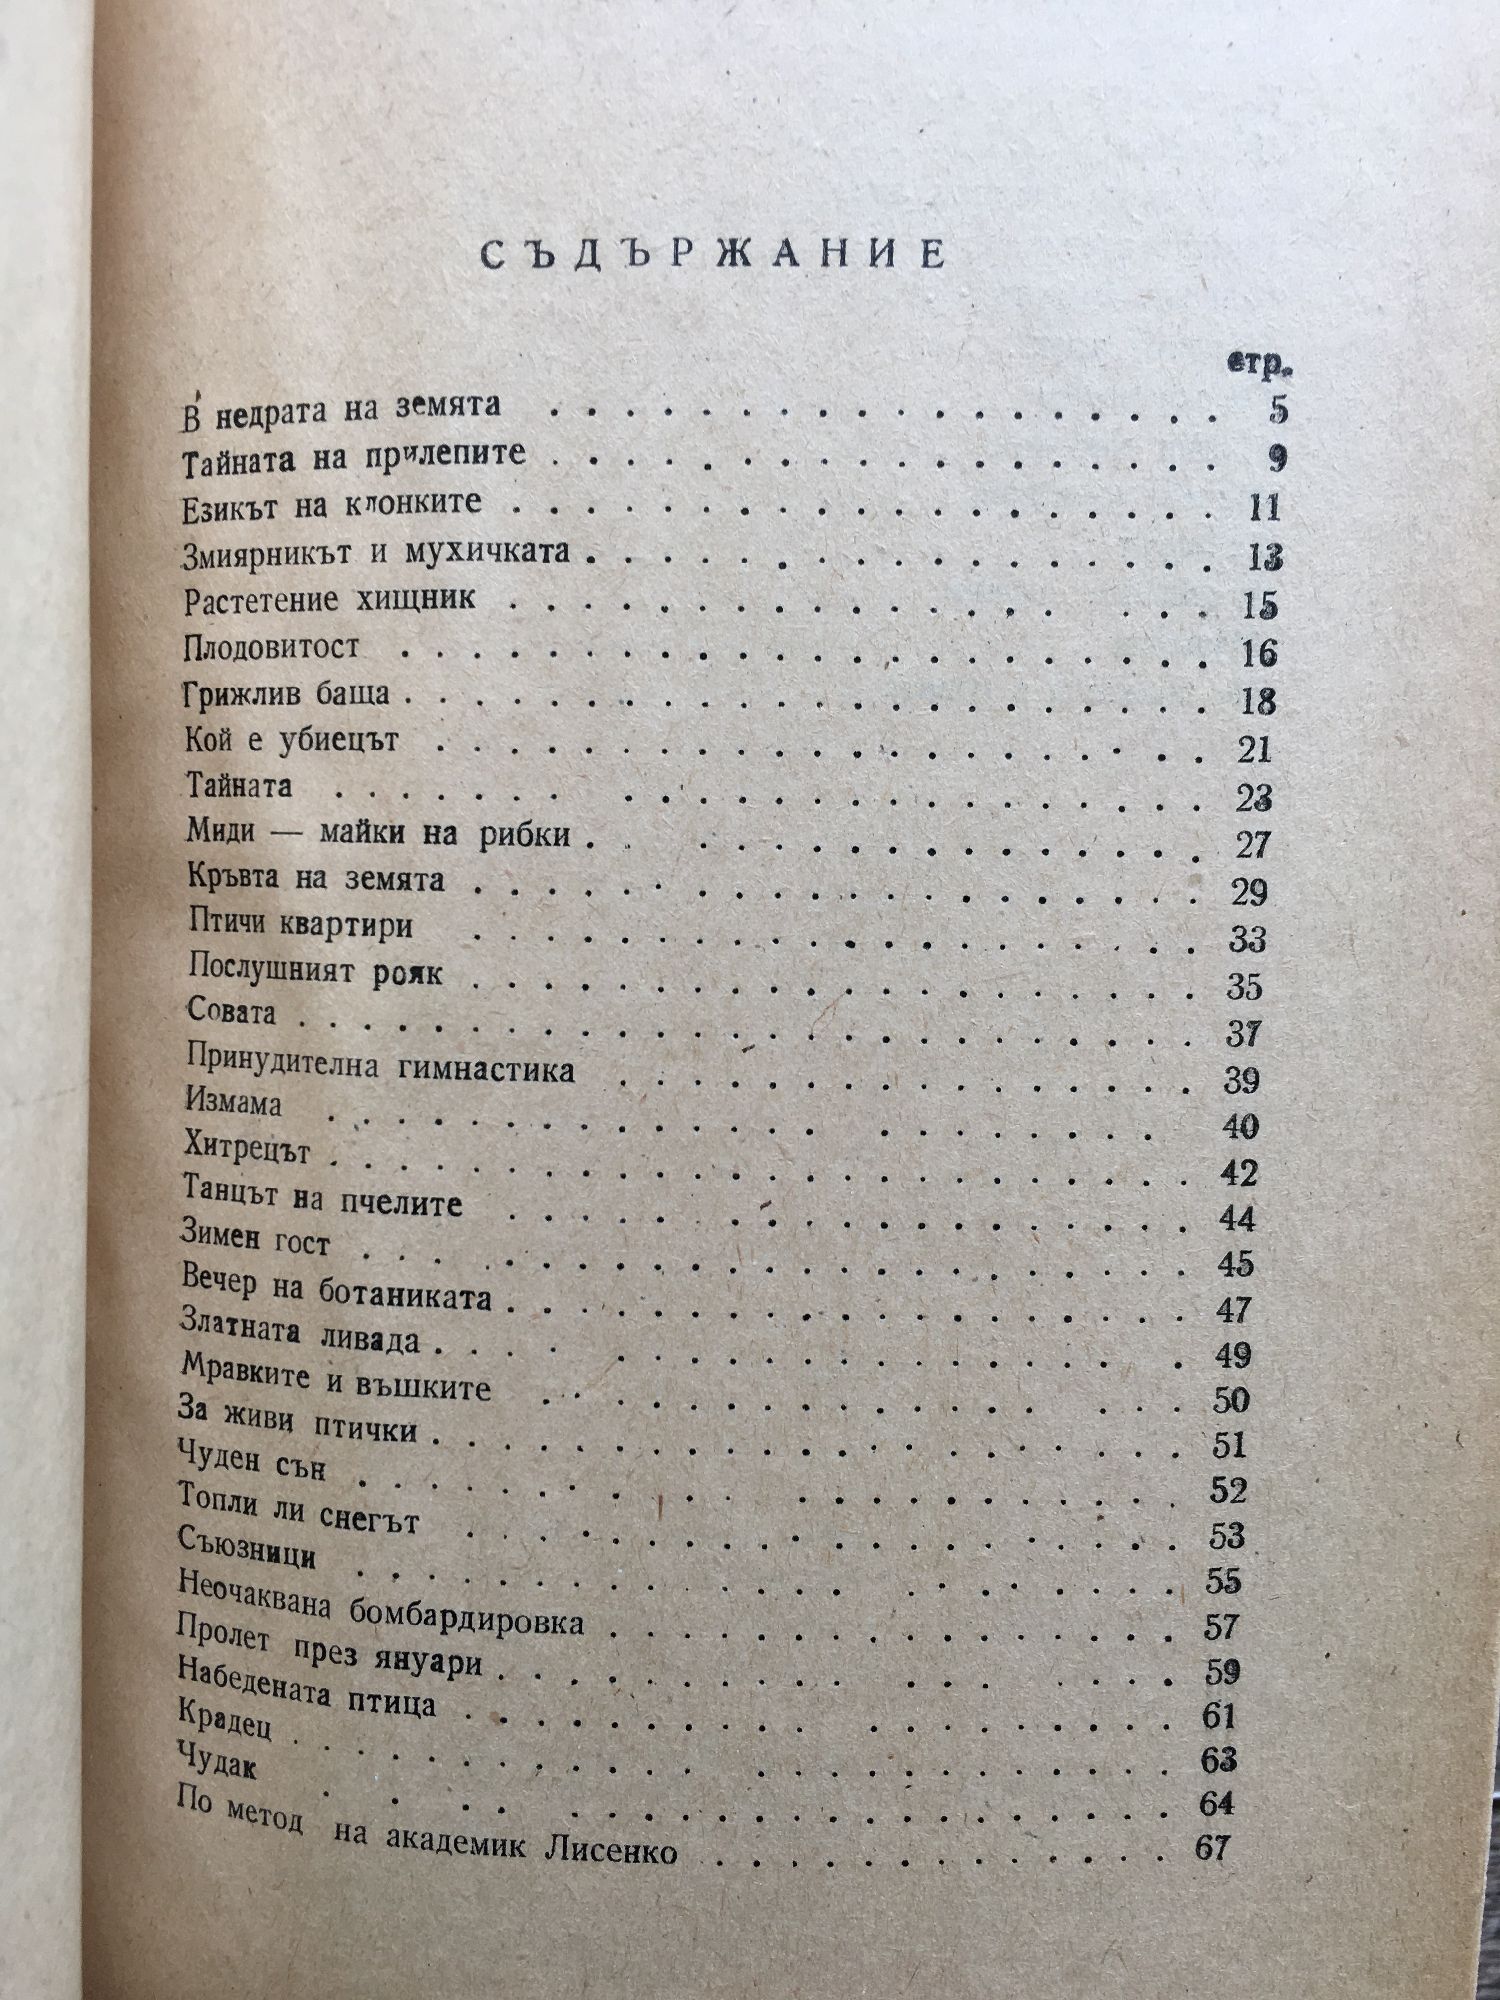 СЪДЪРЖАНИЕ
стр.
В недрата на земята . . . . . . . . . . . . . . . . . . 5
Тайната на прилепите . . . . . . . . . . . . . . . . . . 9
Езикът на клонките . . . . . . . . . . . . . . . . . . . 11
Змиярникът и мухичката . . . . . . . . . . . . . . . . . 13
Растетение хищник . . . . . . . . . . . . . . . . . . 15
Плодовитост . . . . . . . . . . . . . . . . . . . . . . 16
Грижлив баща . . . . . . . . . . . . . . . . . . . . . 18
Кой е убиецът . . . . . . . . . . . . . . . . . . . . . 21
Тайната . . . . . . . . . . . . . . . . . . . . . . 23
Миди — майки на рибки . . . . . . . . . . . . . . . . 27
Кръвта на земята . . . . . . . . . . . . . . . . . . . 29
Птичи квартири . . . . . . . . . . . . . . . . . . . 33
Послушният рояк . . . . . . . . . . . . . . . . . . . 35
Совата . . . . . . . . . . . . . . . . . . . . . . . . 37
Принудителна гимнастика . . . . . . . . . . . . . . . . 39
Измама . . . . . . . . . . . . . . . . . . . . . 40
Хитрецът . . . . . . . . . . . . . . . . . . . . . . . 42
Танцът на пчелите . . . . . . . . . . . . . . . . . . 44
Зимен гост . . . . . . . . . . . . . . . . . . . . . . 45
Вечер на ботаниката . . . . . . . . . . . . . . . . . . 47
Златната ливада . . . . . . . . . . . . . . . . . . 49
Мравките и въшките . . . . . . . . . . . . . . . . 50
За живи птички . . . . . . . . . . . . . . . . . . . . 51
Чуден сън . . . . . . . . . . . . . . . . . . . . . 52
Топли ли снегът . . . . . . . . . . . . . . . . . . . 53
Съюзници . . . . . . . . . . . . . . . . . . . . . 55
Неочаквана бомбардировка . . . . . . . . . . . . . . . 57
Пролет през януари . . . . . . . . . . . . . . . . 59
Набедената птица . . . . . . . . . . . . . . . . . . 61
Крадец . . . . . . . . . . . . . . . . . . . . . . 63
Чудак . . . . . . . . . . . . . . . . . . . . . 64
По метод на академик Лисенко . . . . . . . . . . . . . 67